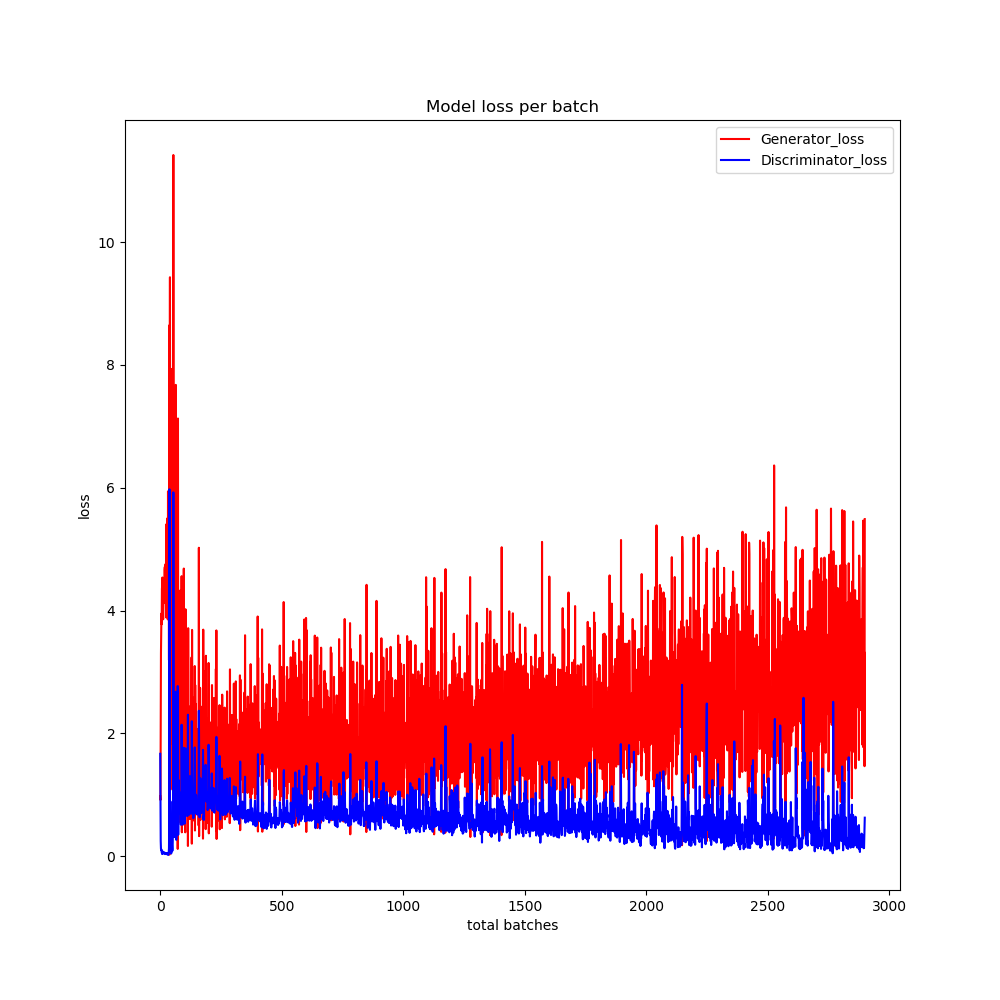 Model loss per batch
Generator_loss
Discriminator_loss
10
8
6
4
2
0
loss
0 500 1000 1500 2000 2500 3000
total batches